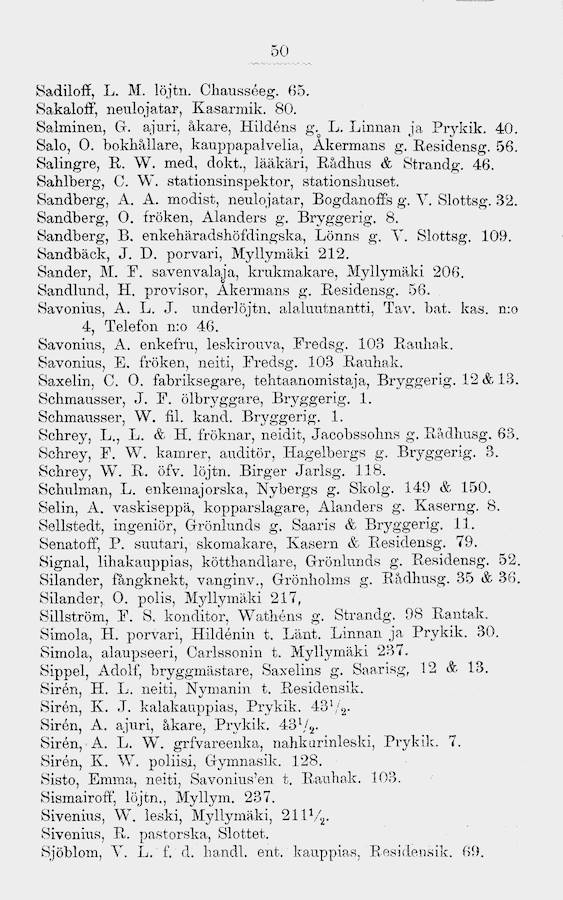 50
Sadiloff, L. M. löjtn. Chausséeg. 65.
Sakaloff, neulojatar, Kasarmik. 80.
Salminen, G. ajuri, åkare, Hildéns g. L. Linnan ja Prykik. 40.
Salo, O. bokhållare, kauppapalvelia, Åkermans g. Residensg. 56.
Salingre, R. W. med. dokt., lääkäri, Rådhus & Strandg. 46.
Sahlberg, C. W. stationsinspektor, stationshuset.
Sandberg, A. A. modist, neulojatar, Bogdanoffs g. V. Slottsg. 32.
Sandberg, O. fröken, Alanders g. Bryggerig. 8.
Sandberg, B. enkehäradshöfdingska, Lönns g. V. Slottsg. 109.
Sandbäck, J. D. porvari, Myllymäki 212.
Sander, M. F. savenvalaja, krukmakare, Myllymäki 206.
Sandlund, H. provisor, Åkermans g. Residensg. 56.
Savonius, A. L. J. underlöjtn. alaluutnantti, Tav. bat. kas. n:o
4, Telefon n:o 46.
Savonius, A. enkefru, leskirouva, Fredsg. 103 Rauhak.
Savonius, E. fröken, neiti, Fredsg. 103 Rauhak.
Saxelin, C. O. fabriksegare, tehtaanomistaja, Bryggerig. 12 & 13.
Schmausser, J. F. ölbryggare, Bryggerig. 1.
Schmausser, W. fil. kand. Bryggerig. 1.
Schrey, L., L. & H. fröknar, neidit, Jacobssohns g. Rådhusg. 63.
Schrey, F. W. kamrer, auditör, Hagelbergs g. Bryggerig. 3.
Schrey, W. R. öfv. löjtn. Birger Jarlsg. 118.
Schulman, L. enkemajorska, Nybergs g. Skolg. 149 & 150.
Selin, A. vaskiseppä, kopparslagare, Alanders g. Kaserng. 8.
Sellstedt, ingeniör, Grönlunds g. Saaris & Bryggerig. 11.
Senatoff, P. suutari, skomakare, Kasern & Residensg. 79.
Signal, lihakauppias, kötthandlare, Grönlunds g. Residensg. 52.
Silander, fångknekt, vanginv., Grönholms g. Rådhusg. 35 & 36.
Silander, O. polis, Myllymäki 217,
Sillström, F. S. konditor, Wathéns g. Strandg. 98 Rantak.
Simola, H. porvari, Hildénin t. Länt. Linnan ja Prykik. 30.
Simola, alaupseeri, Carlssonin t. Myllymäki 237.
Sippel, Adolf, bryggmästare, Saxelins g. Saarisg, 12 & 13.
Sirén, H. L. neiti, Nymanin t. Residensik.
Sirén, K. J. kalakauppias, Prykik. 43¹/₂.
Sirén, A. ajuri, åkare, Prykik. 43¹/₂.
Sirén, A. L. W. grfvareenka, nahkurinleski, Prykik. 7.
Sirén, K. W. poliisi, Gymnasik. 128.
Sisto, Emma, neiti, Savonius'en t. Rauhak. 103.
Sismairoff, löjtn., Myllym. 237.
Sivenius, W. leski, Myllymäki, 211¹/₂.
Sivenius, R. pastorska, Slottet.
Sjöblom, V. L. f. d. handl. ent. kauppias, Residensik. 69.